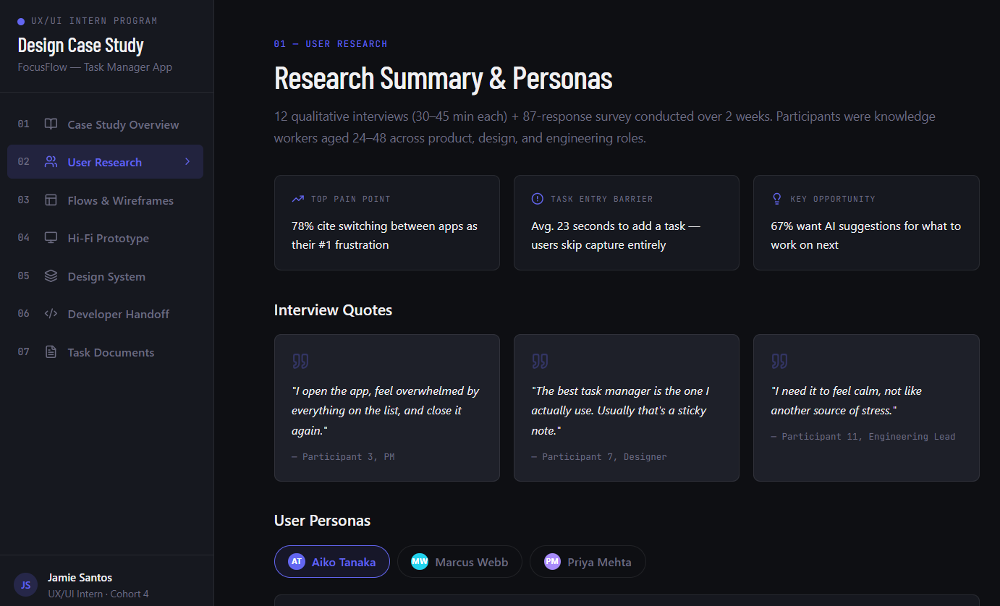 UX/UI INTERN PROGRAM
Design Case Study
FocusFlow — Task Manager App
01 Case Study Overview
02 User Research
03 Flows & Wireframes
04 Hi-Fi Prototype
05 Design System
06 Developer Handoff
07 Task Documents
JS
Jamie Santos
UX/UI Intern · Cohort 4
01 — USER RESEARCH
Research Summary & Personas
12 qualitative interviews (30–45 min each) + 87-response survey conducted over 2 weeks. Participants were knowledge
workers aged 24–48 across product, design, and engineering roles.
TOP PAIN POINT
78% cite switching between apps as
their #1 frustration
TASK ENTRY BARRIER
Avg. 23 seconds to add a task —
users skip capture entirely
KEY OPPORTUNITY
67% want AI suggestions for what to
work on next
Interview Quotes
"I open the app, feel overwhelmed by
everything on the list, and close it
again."
— Participant 3, PM
"The best task manager is the one I
actually use. Usually that's a sticky
note."
— Participant 7, Designer
"I need it to feel calm, not like
another source of stress."
— Participant 11, Engineering Lead
User Personas
AT Aiko Tanaka
MW Marcus Webb
PM Priya Mehta